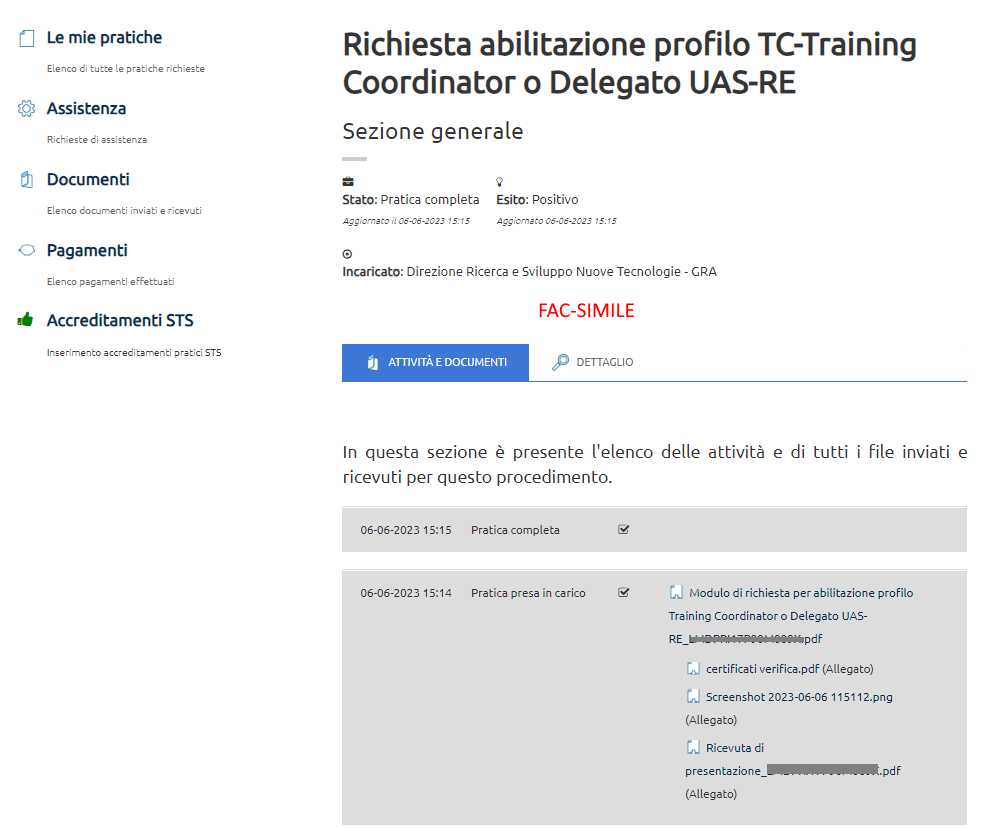 Le mie pratiche
Elenco di tutte le pratiche richieste
Assistenza
Richieste di assistenza
Documenti
Elenco documenti inviati e ricevuti
Pagamenti
Elenco pagamenti effettuati
Accreditamenti STS
Inserimento accreditamenti pratici STS
Richiesta abilitazione profilo TC-Training
Coordinator o Delegato UAS-RE
Sezione generale
Stato: Pratica completa
Aggiornato il 06-06-2023 15:15
Esito: Positivo
Aggiornato 06-06-2023 15:15
Incaricato: Direzione Ricerca e Sviluppo Nuove Tecnologie - GRA
FAC-SIMILE
ATTIVITÀ E DOCUMENTI
DETTAGLIO
In questa sezione è presente l'elenco delle attività e di tutti i file inviati e
ricevuti per questo procedimento.
06-06-2023 15:15 Pratica completa
06-06-2023 15:14 Pratica presa in carico
Modulo di richiesta per abilitazione profilo
Training Coordinator o Delegato UAS-
RE_ .pdf
certificati verifica.pdf (Allegato)
Screenshot 2023-06-06 115112.png
(Allegato)
Ricevuta di
presentazione_ .pdf
(Allegato)